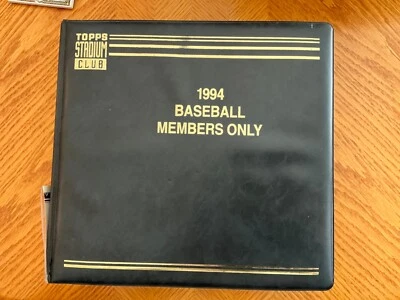 TOPPS
STADIUM
CLUB
1994
BASEBALL
MEMBERS ONLY